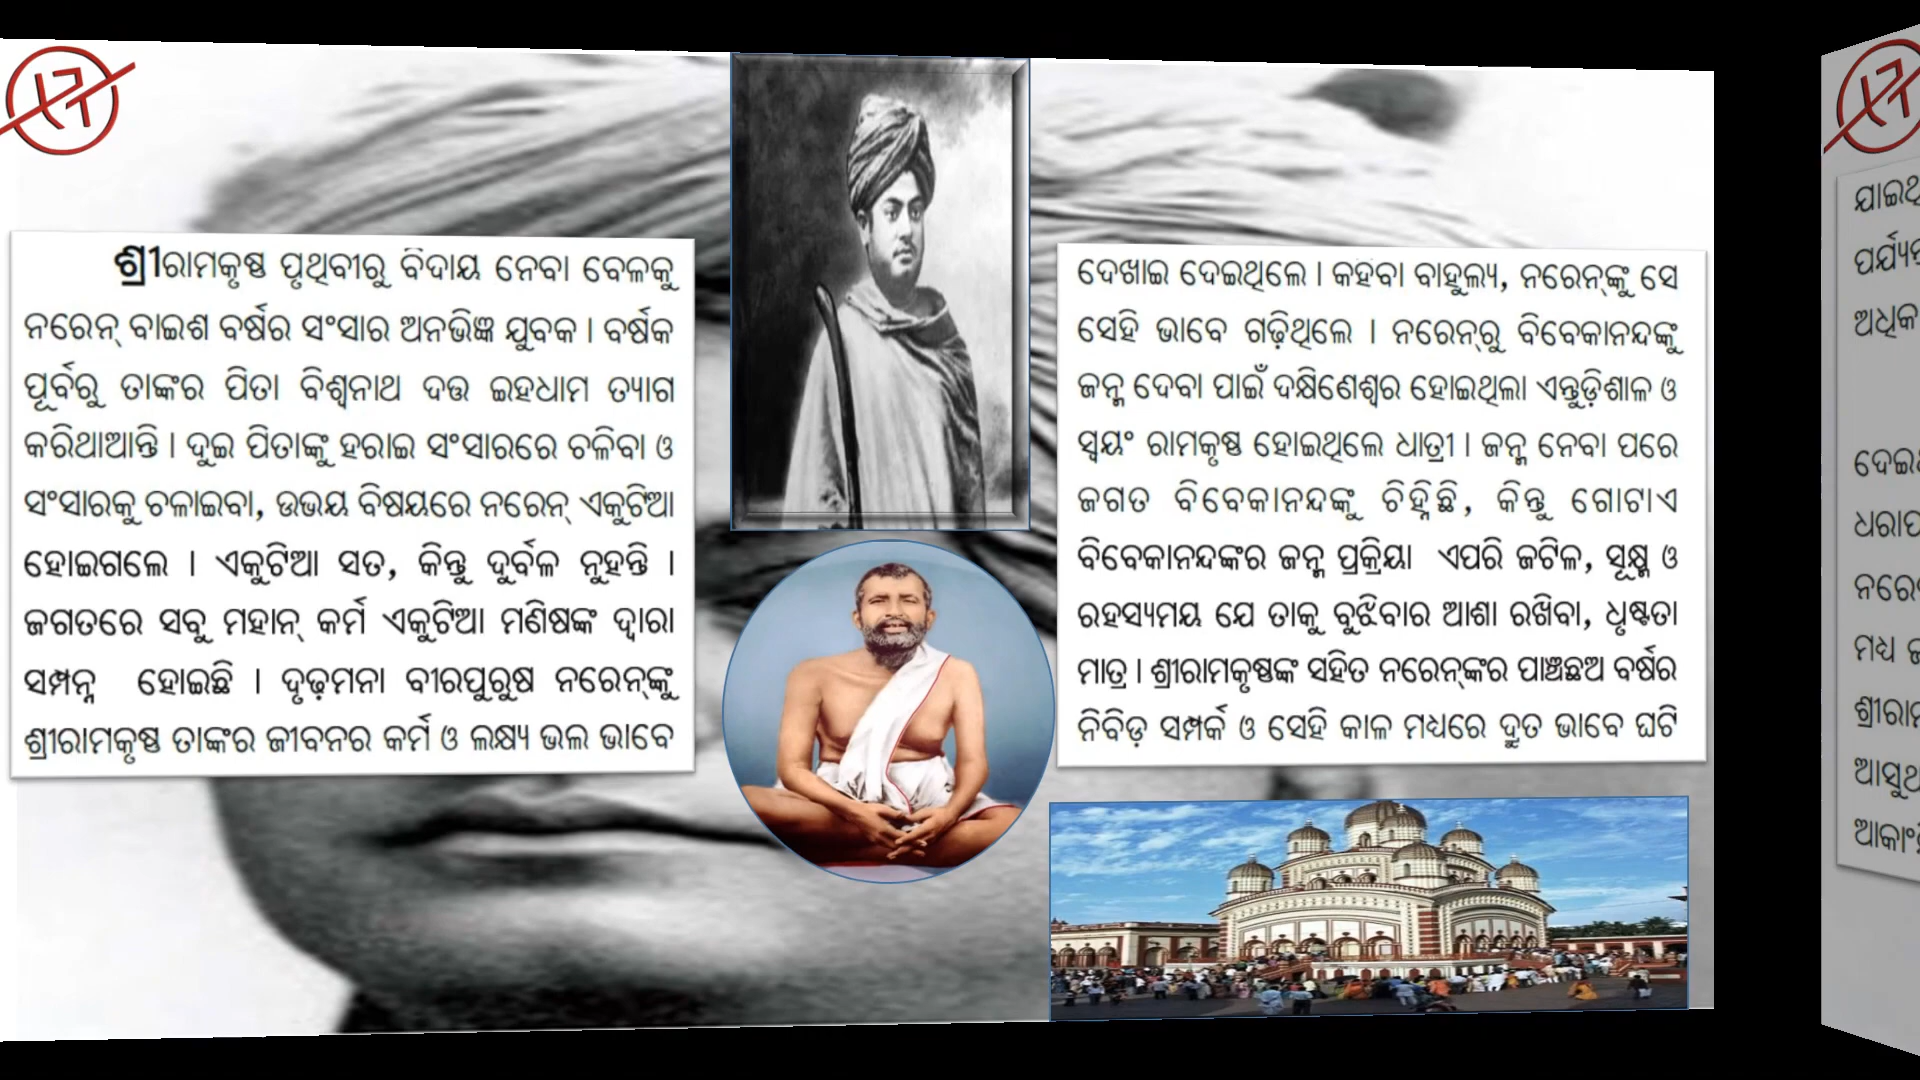 ଶ୍ରୀରାମକୃଷ୍ଣ ପୃଥିବୀରୁ ବିଦାୟ ନେବା ବେଳକୁ
ନରେନ୍ ବାଇଶ ବର୍ଷର ସଂସାର ଅନଭିଜ୍ଞ ଯୁବକ । ବର୍ଷକ
ପୂର୍ବରୁ ତାଙ୍କର ପିତା ବିଶ୍ୱନାଥ ଦତ୍ତ ଇହଧାମ ତ୍ୟାଗ
କରିଥାଆନ୍ତି । ଦୁଇ ପିତାଙ୍କୁ ହରାଇ ସଂସାରରେ ଚଳିବା ଓ
ସଂସାରକୁ ଚଳାଇବା, ଉଭୟ ବିଷୟରେ ନରେନ୍ ଏକୁଟିଆ
ହୋଇଗଲେ । ଏକୁଟିଆ ସତ, କିନ୍ତୁ ଦୁର୍ବଳ ନୁହନ୍ତି ।
ଜଗତରେ ସବୁ ମହାନ୍ କର୍ମ ଏକୁଟିଆ ମଣିଷଙ୍କ ଦ୍ୱାରା
ସମ୍ପନ୍ନ ହୋଇଛି । ଦୃଢ଼ମନା ବୀରପୁରୁଷ ନରେନ୍‌ଙ୍କୁ
ଶ୍ରୀରାମକୃଷ୍ଣ ତାଙ୍କର ଜୀବନର କର୍ମ ଓ ଲକ୍ଷ୍ୟ ଭଲ ଭାବେ
ଦେଖାଇ ଦେଇଥିଲେ । କହିବା ବାହୁଲ୍ୟ, ନରେନ୍‌ଙ୍କୁ ସେ
ସେହି ଭାବେ ଗଢ଼ିଥିଲେ । ନରେନ୍‌ରୁ ବିବେକାନନ୍ଦଙ୍କୁ
ଜନ୍ମ ଦେବା ପାଇଁ ଦକ୍ଷିଣେଶ୍ୱର ହୋଇଥିଲା ଏନ୍ତୁଡ଼ିଶାଳ ଓ
ସ୍ୱୟଂ ରାମକୃଷ୍ଣ ହୋଇଥିଲେ ଧାତ୍ରୀ । ଜନ୍ମ ନେବା ପରେ
ଜଗତ ବିବେକାନନ୍ଦଙ୍କୁ ଚିହ୍ନିଛି, କିନ୍ତୁ ଗୋଟାଏ
ବିବେକାନନ୍ଦଙ୍କର ଜନ୍ମ ପ୍ରକ୍ରିୟା ଏପରି ଜଟିଳ, ସୂକ୍ଷ୍ମ ଓ
ରହସ୍ୟମୟ ଯେ ତାକୁ ବୁଝିବାର ଆଶା ରଖିବା, ଧୃଷ୍ଟତା
ମାତ୍ର । ଶ୍ରୀରାମକୃଷ୍ଣଙ୍କ ସହିତ ନରେନ୍‌ଙ୍କର ପାଞ୍ଚଛଅ ବର୍ଷର
ନିବିଡ଼ ସମ୍ପର୍କ ଓ ସେହି କାଳ ମଧ୍ୟରେ ଦ୍ରୁତ ଭାବେ ଘଟି
ଅଧିକ